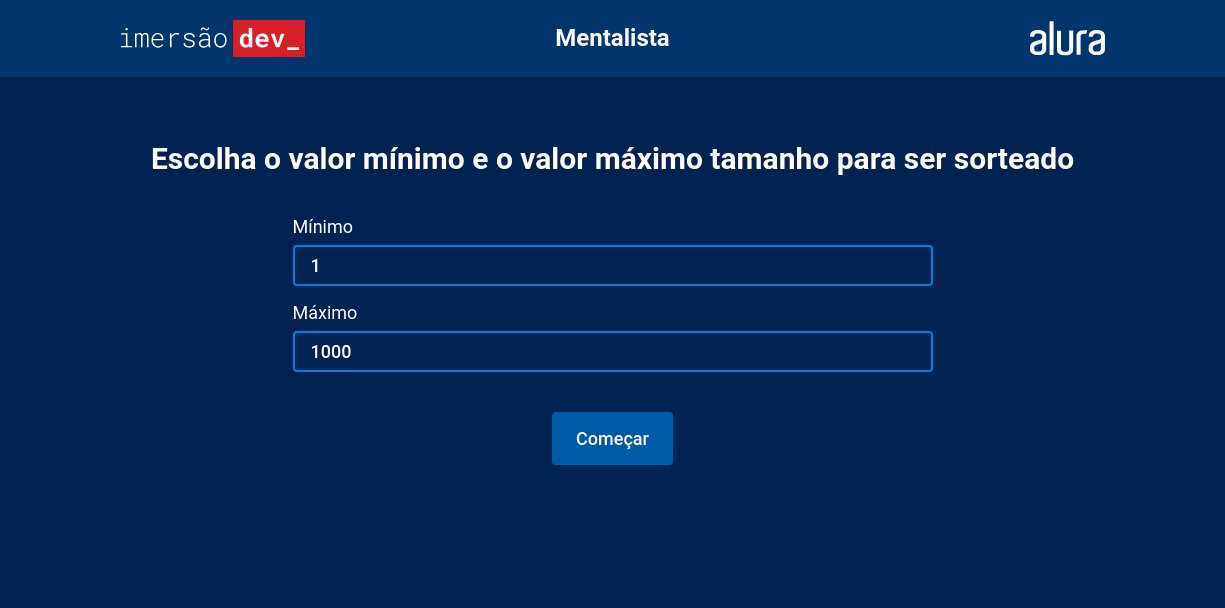 imersão dev_
Mentalista
alura
Escolha o valor mínimo e o valor máximo tamanho para ser sorteado
Mínimo
1
Máximo
1000
Começar